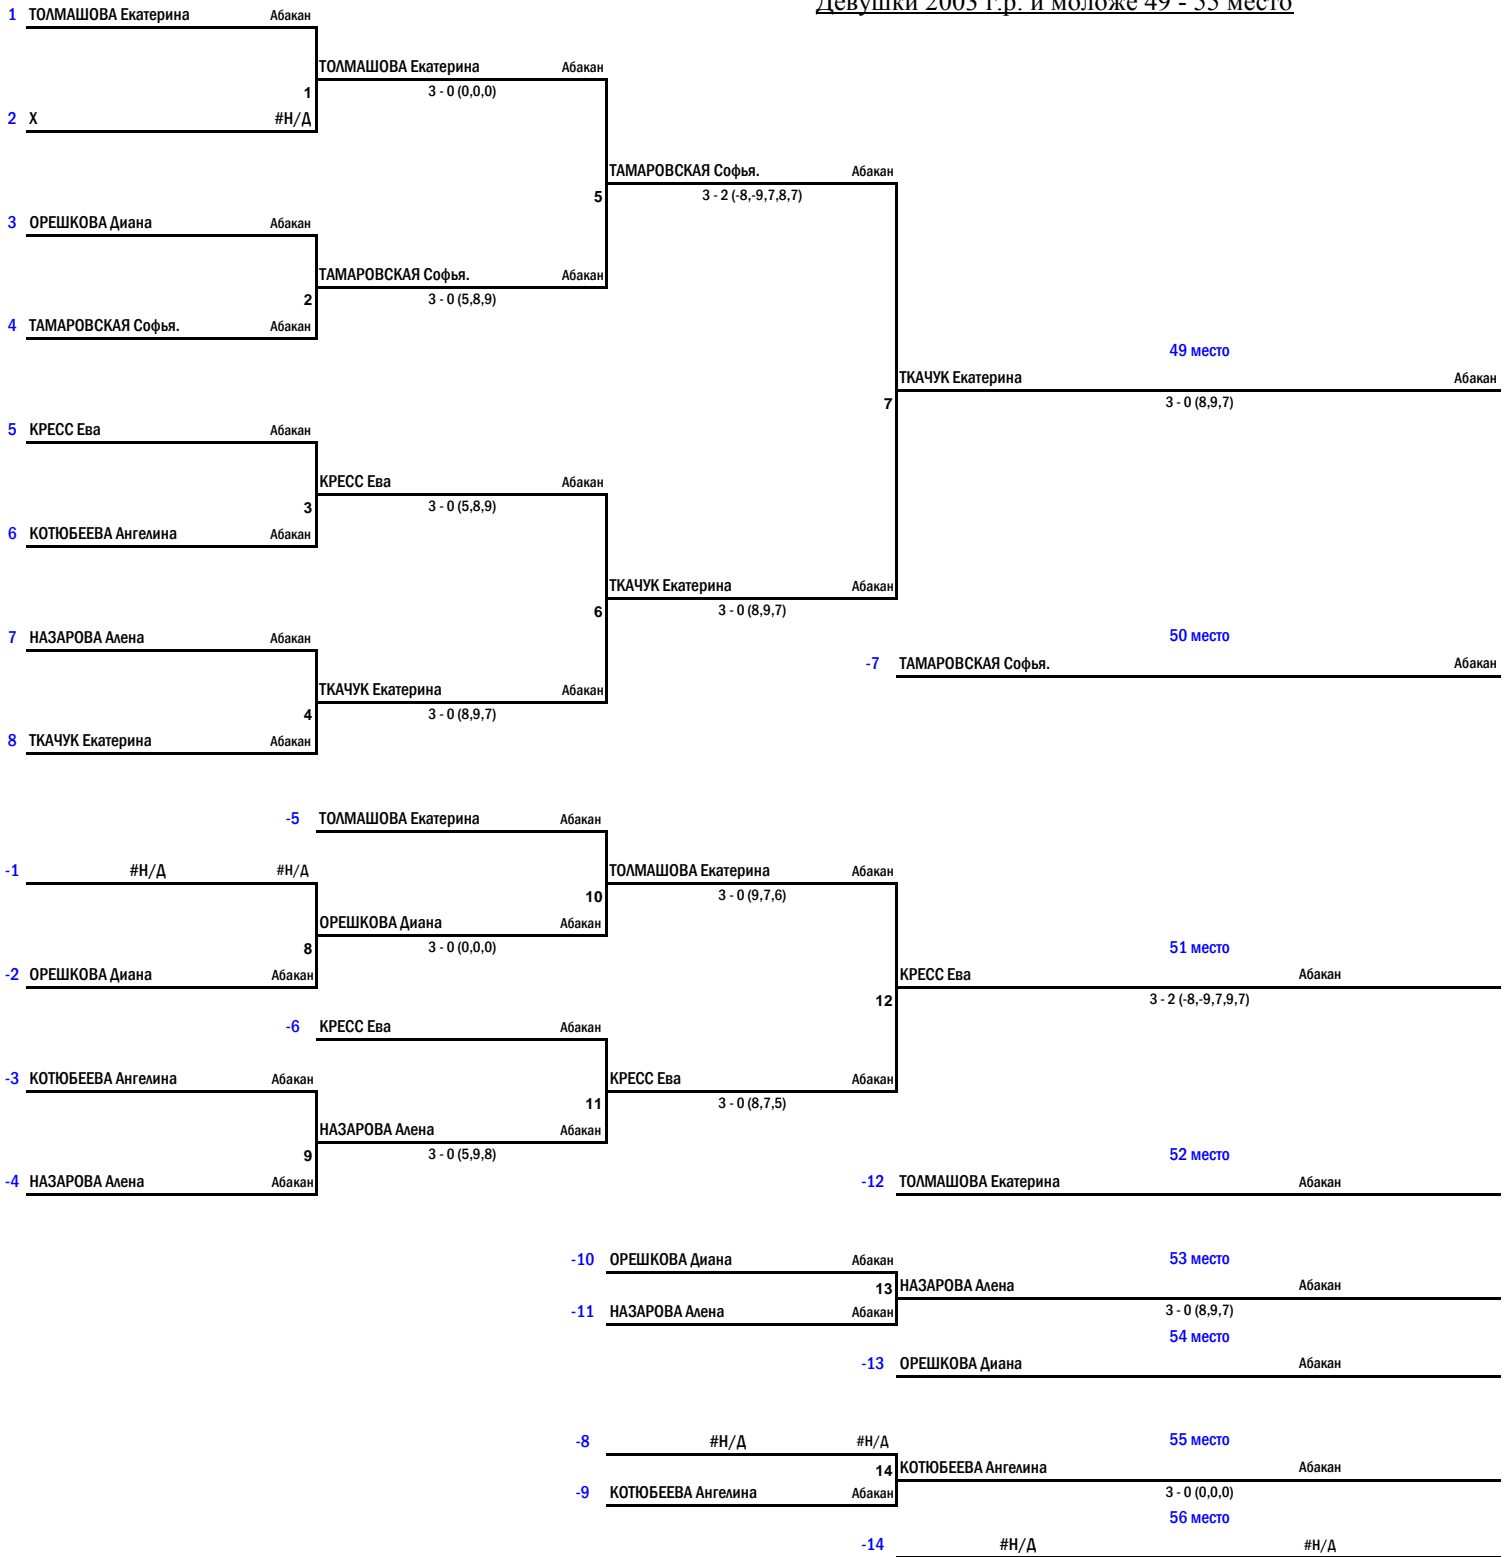 Девушки 2003 г.р. и моложе 49 - 55 место
1 ТОЛМАШОВА Екатерина Абакан
ТОЛМАШОВА Екатерина Абакан
1 3 - 0 (0,0,0)
2 Х #Н/Д
ТАМАРОВСКАЯ Софья. Абакан
5 3 - 2 (-8,-9,7,8,7)
3 ОРЕШКОВА Диана Абакан
ТАМАРОВСКАЯ Софья. Абакан
2 3 - 0 (5,8,9)
4 ТАМАРОВСКАЯ Софья. Абакан
49 место
ТКАЧУК Екатерина Абакан
7 3 - 0 (8,9,7)
5 КРЕСС Ева Абакан
КРЕСС Ева Абакан
3 3 - 0 (5,8,9)
6 КОТЮБЕЕВА Ангелина Абакан
ТКАЧУК Екатерина Абакан
6 3 - 0 (8,9,7)
7 НАЗАРОВА Алена Абакан
50 место
-7 ТАМАРОВСКАЯ Софья. Абакан
ТКАЧУК Екатерина Абакан
4 3 - 0 (8,9,7)
8 ТКАЧУК Екатерина Абакан
-5 ТОЛМАШОВА Екатерина Абакан
-1 #Н/Д #Н/Д
ТОЛМАШОВА Екатерина Абакан
10 3 - 0 (9,7,6)
ОРЕШКОВА Диана Абакан
8 3 - 0 (0,0,0)
51 место
-2 ОРЕШКОВА Диана Абакан
КРЕСС Ева Абакан
12 3 - 2 (-8,-9,7,9,7)
-6 КРЕСС Ева Абакан
-3 КОТЮБЕЕВА Ангелина Абакан
КРЕСС Ева Абакан
11 3 - 0 (8,7,5)
НАЗАРОВА Алена Абакан
9 3 - 0 (5,9,8)
52 место
-4 НАЗАРОВА Алена Абакан
-12 ТОЛМАШОВА Екатерина Абакан
-10 ОРЕШКОВА Диана Абакан
53 место
13 НАЗАРОВА Алена Абакан
-11 НАЗАРОВА Алена Абакан
3 - 0 (8,9,7)
54 место
-13 ОРЕШКОВА Диана Абакан
-8 #Н/Д #Н/Д
55 место
14 КОТЮБЕЕВА Ангелина Абакан
-9 КОТЮБЕЕВА Ангелина Абакан
3 - 0 (0,0,0)
56 место
-14 #Н/Д #Н/Д